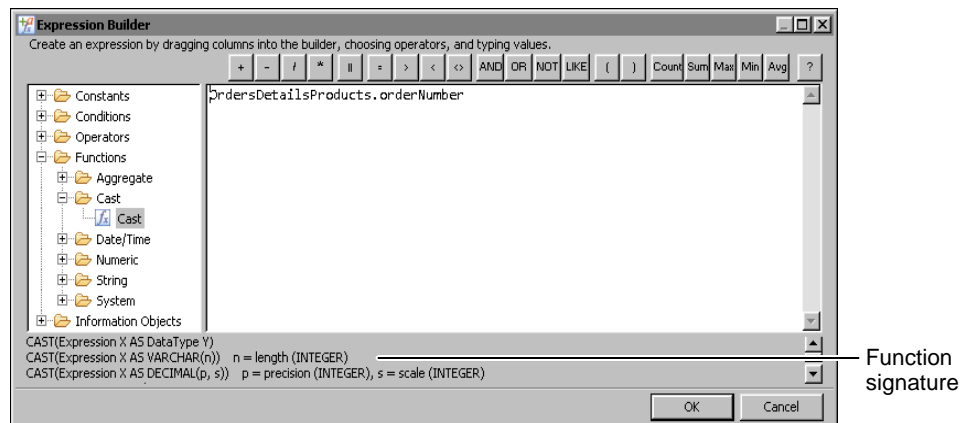 Expression Builder
Create an expression by dragging columns into the builder, choosing operators, and typing values.
+ - / * || = > < <> AND OR NOT LIKE ( ) Count Sum Max Min Avg ?
Constants
Conditions
Operators
Functions
Aggregate
Cast
fx Cast
Date/Time
Numeric
String
System
Information Objects
OrdersDetailsProducts.orderNumber
CAST(Expression X AS DataType Y)
CAST(Expression X AS VARCHAR(n)) n = length (INTEGER)
CAST(Expression X AS DECIMAL(p, s)) p = precision (INTEGER), s = scale (INTEGER)
Function
signature
OK Cancel